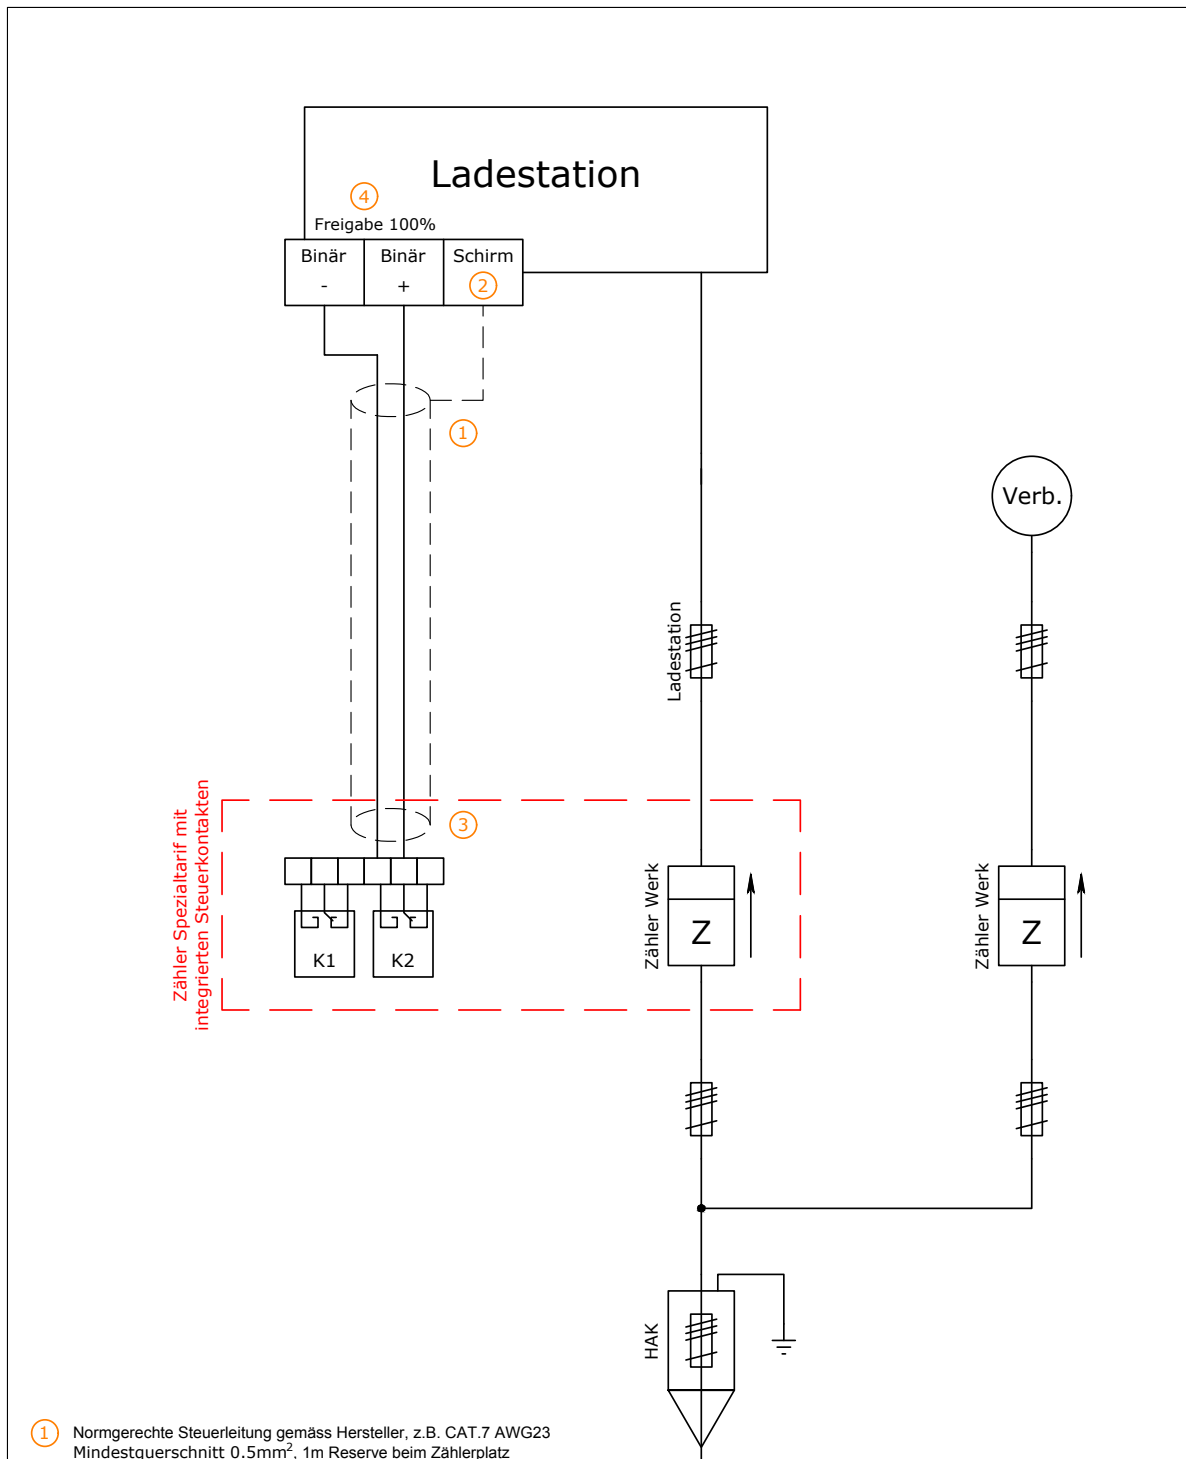 Ladestation
4
Freigabe 100%
Binär
-
Binär
+
Schirm
2
1
Verb.
Ladestation
Zähler Spezialtarif mit
integrierten Steuerkontakten
3
K1
K2
Zähler Werk
Z
Zähler Werk
Z
HAK
1 Normgerechte Steuerleitung gemäss Hersteller, z.B. CAT.7 AWG23
Mindestquerschnitt 0.5mm², 1m Reserve beim Zählerplatz